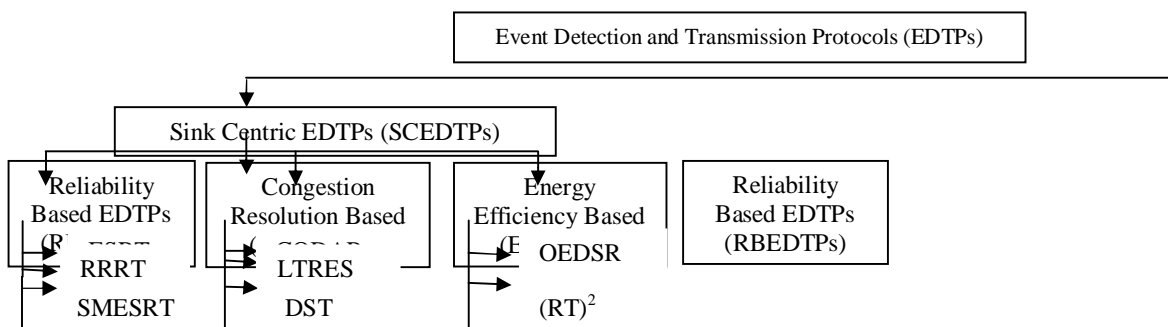 Event Detection and Transmission Protocols (EDTPs)
Sink Centric EDTPs (SCEDTPs)
Reliability
Based EDTPs
RRRT
SMESRT
Congestion
Resolution Based
LTRES
DST
Energy
Efficiency Based
OEDSR
(RT)²
Reliability
Based EDTPs
(RBEDTPs)